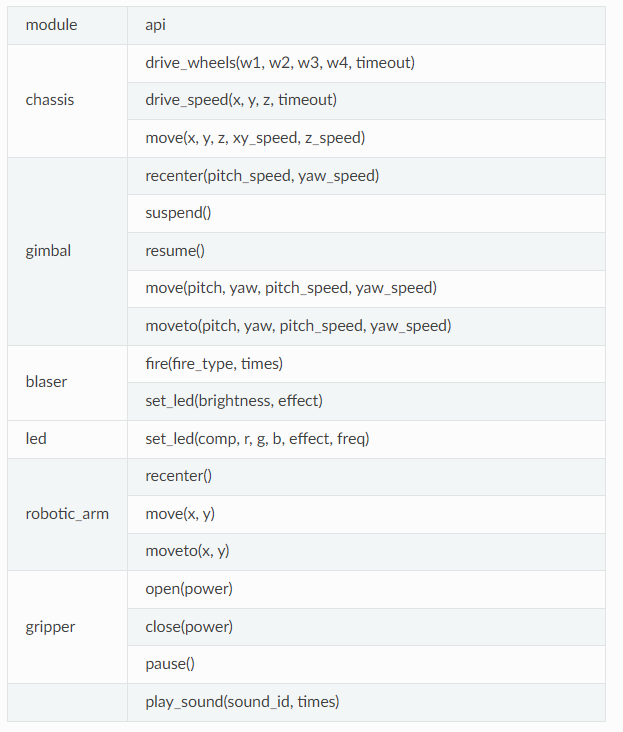 module api
chassis
drive_wheels(w1, w2, w3, w4, timeout)
drive_speed(x, y, z, timeout)
move(x, y, z, xy_speed, z_speed)
gimbal
recenter(pitch_speed, yaw_speed)
suspend()
resume()
move(pitch, yaw, pitch_speed, yaw_speed)
moveto(pitch, yaw, pitch_speed, yaw_speed)
blaser
fire(fire_type, times)
set_led(brightness, effect)
led set_led(comp, r, g, b, effect, freq)
robotic_arm
recenter()
move(x, y)
moveto(x, y)
gripper
open(power)
close(power)
pause()
play_sound(sound_id, times)